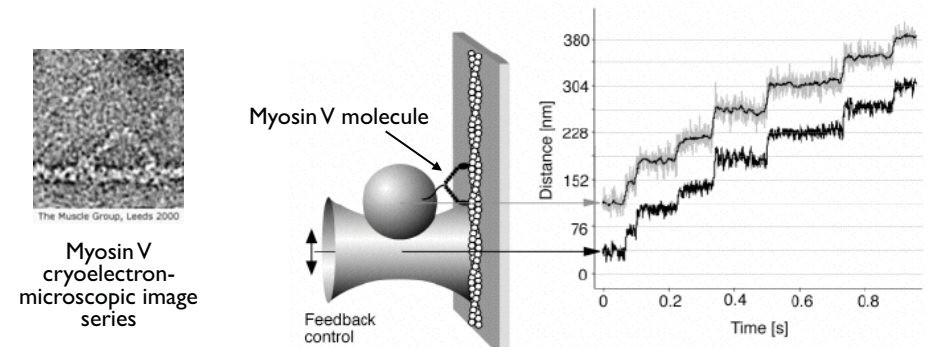 The Muscle Group, Leeds 2000
Myosin V
cryoelectron-
microscopic image
series
Myosin V molecule
Feedback
control
Distance [nm]
380
304
228
152
76
0
0
0.2
0.4
0.6
0.8
Time [s]